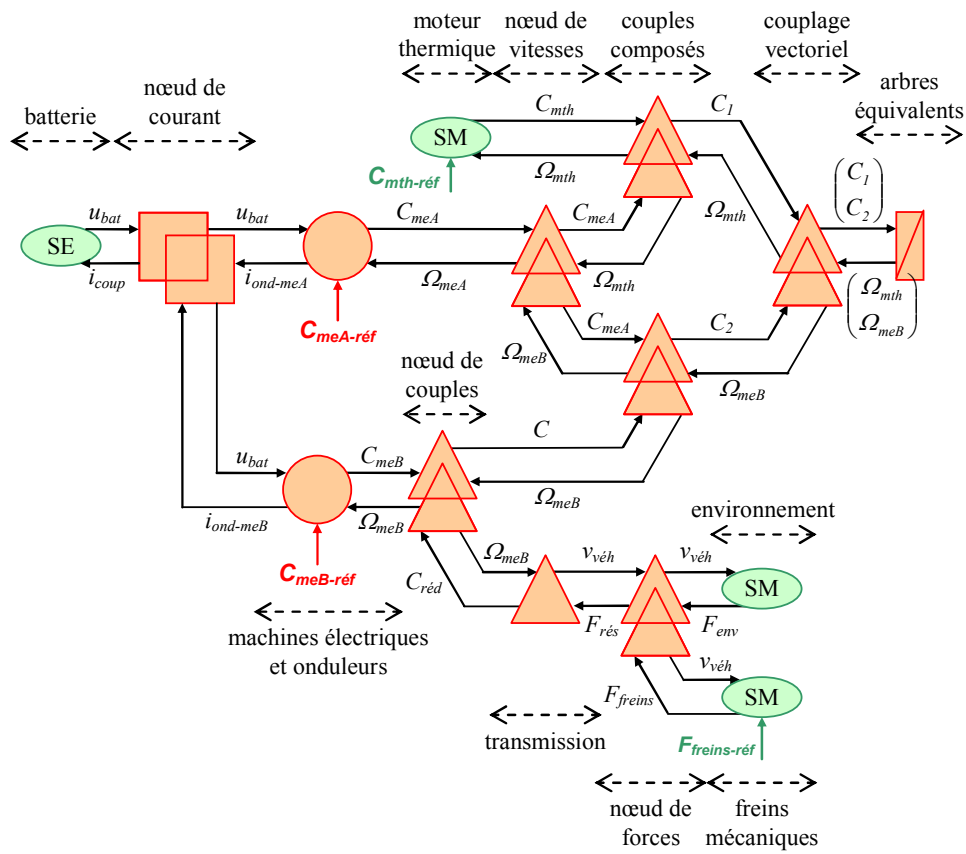 moteur
thermique
nœud de
vitesses
couples
composés
couplage
vectoriel
arbres
équivalents
batterie
nœud de
courant
SM
C_mth
Ω_mth
C_mth-réf
C_1
Ω_mth
(C_1
C_2)
(Ω_mth
Ω_meB)
SE
u_bat
i_coup
u_bat
i_ond-meA
C_meA
Ω_meA
C_meA-réf
C_meA
Ω_mth
C_meA
Ω_meB
C_2
Ω_meB
nœud de
couples
C
Ω_meB
u_bat
i_ond-meB
C_meB
Ω_meB
C_meB-réf
machines électriques
et onduleurs
Ω_meB
C_réd
v_véh
F_rés
v_véh
F_env
environnement
SM
v_véh
F_freins
SM
F_freins-réf
transmission
nœud de
forces
freins
mécaniques